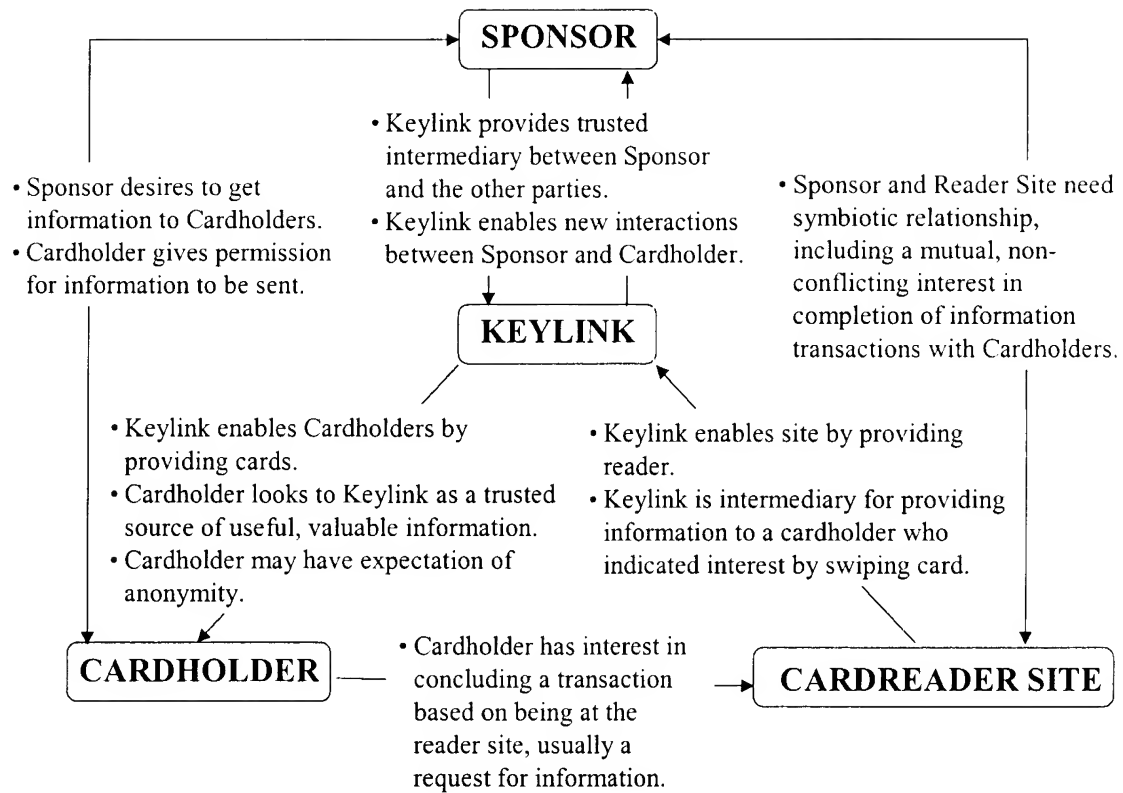 SPONSOR
• Keylink provides trusted
intermediary between Sponsor
and the other parties.
• Keylink enables new interactions
between Sponsor and Cardholder.
• Sponsor desires to get
information to Cardholders.
• Cardholder gives permission
for information to be sent.
• Sponsor and Reader Site need
symbiotic relationship,
including a mutual, non-
conflicting interest in
completion of information
transactions with Cardholders.
KEYLINK
• Keylink enables Cardholders by
providing cards.
• Cardholder looks to Keylink as a trusted
source of useful, valuable information.
• Cardholder may have expectation of
anonymity.
• Keylink enables site by providing
reader.
• Keylink is intermediary for providing
information to a cardholder who
indicated interest by swiping card.
CARDHOLDER
• Cardholder has interest in
concluding a transaction
based on being at the
reader site, usually a
request for information.
CARDREADER SITE